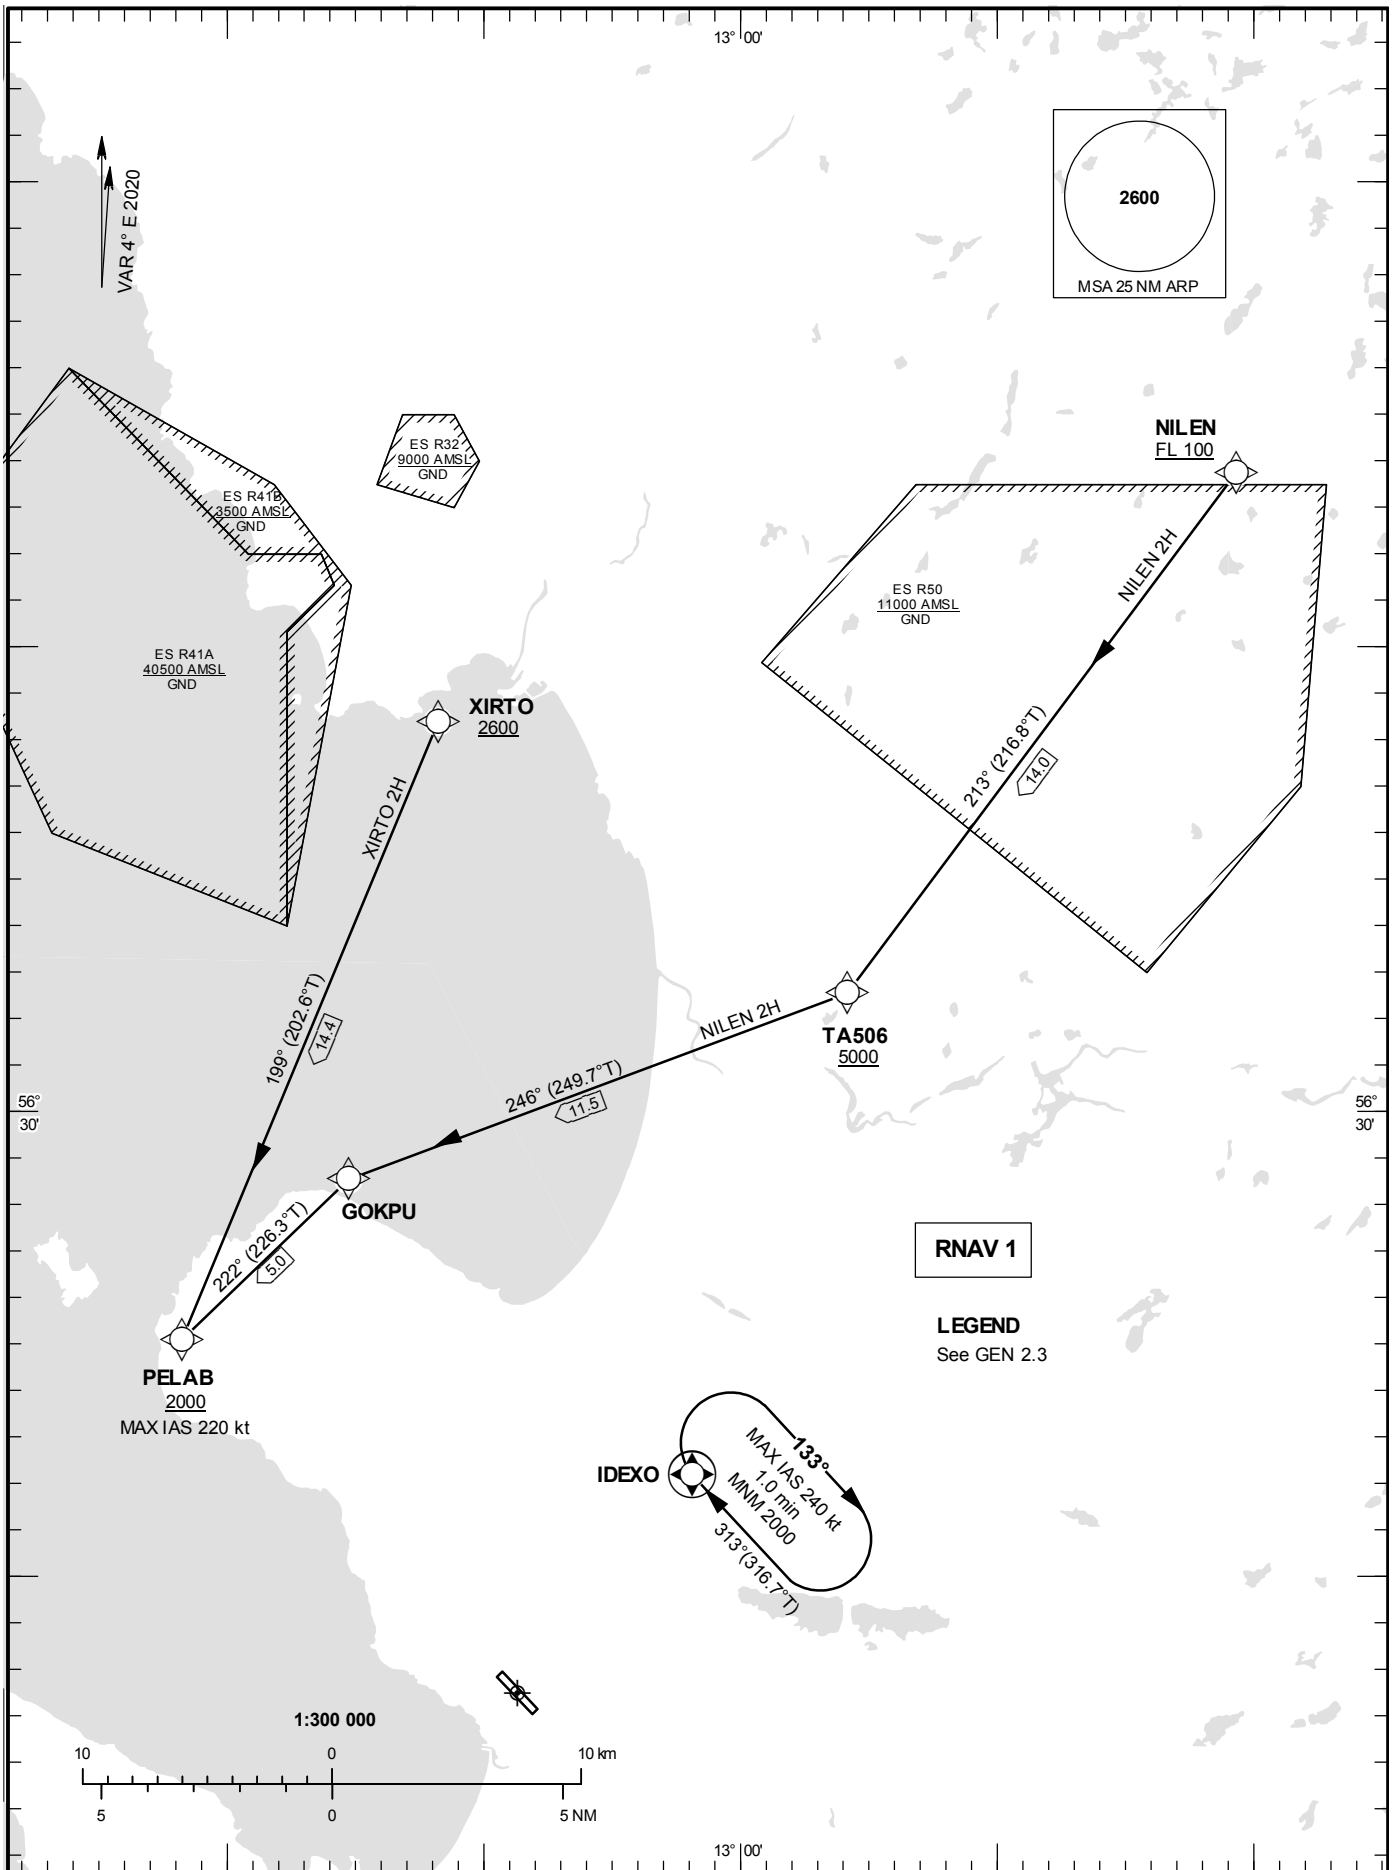 13° 00'
VAR 4° E 2020
2600
MSA 25 NM ARP
NILEN
FL 100
ES R32
9000 AMSL
GND
ES R41B
3500 AMSL
GND
NILEN 2H
ES R50
11000 AMSL
GND
ES R41A
40500 AMSL
GND
XIRTO
2600
213° (216.8°T)
14.0
XIRTO 2H
199° (202.6°T)
14.4
NILEN 2H
TA506
5000
246° (249.7°T)
11.5
56°
30'
56°
30'
GOKPU
222° (226.3°T)
5.0
RNAV 1
LEGEND
See GEN 2.3
PELAB
2000
MAX IAS 220 kt
IDEXO
133°
MAX IAS 240 kt
1.0 min
MNM 2000
313°(316.7°T)
1:300 000
10 0 10 km
5 0 5 NM
13° 00'